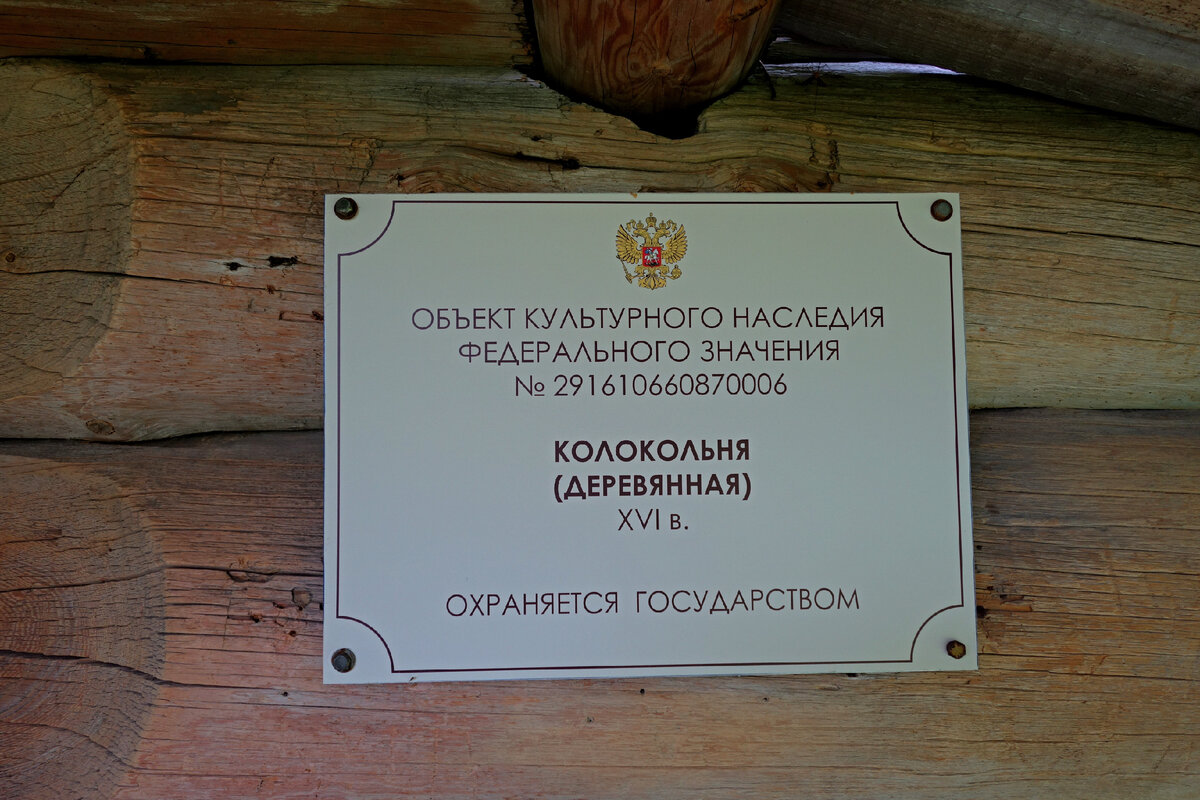 ОБЪЕКТ КУЛЬТУРНОГО НАСЛЕДИЯ
ФЕДЕРАЛЬНОГО ЗНАЧЕНИЯ
№ 291610660870006
КОЛОКОЛЬНЯ
(ДЕРЕВЯННАЯ)
XVI в.
ОХРАНЯЕТСЯ ГОСУДАРСТВОМ